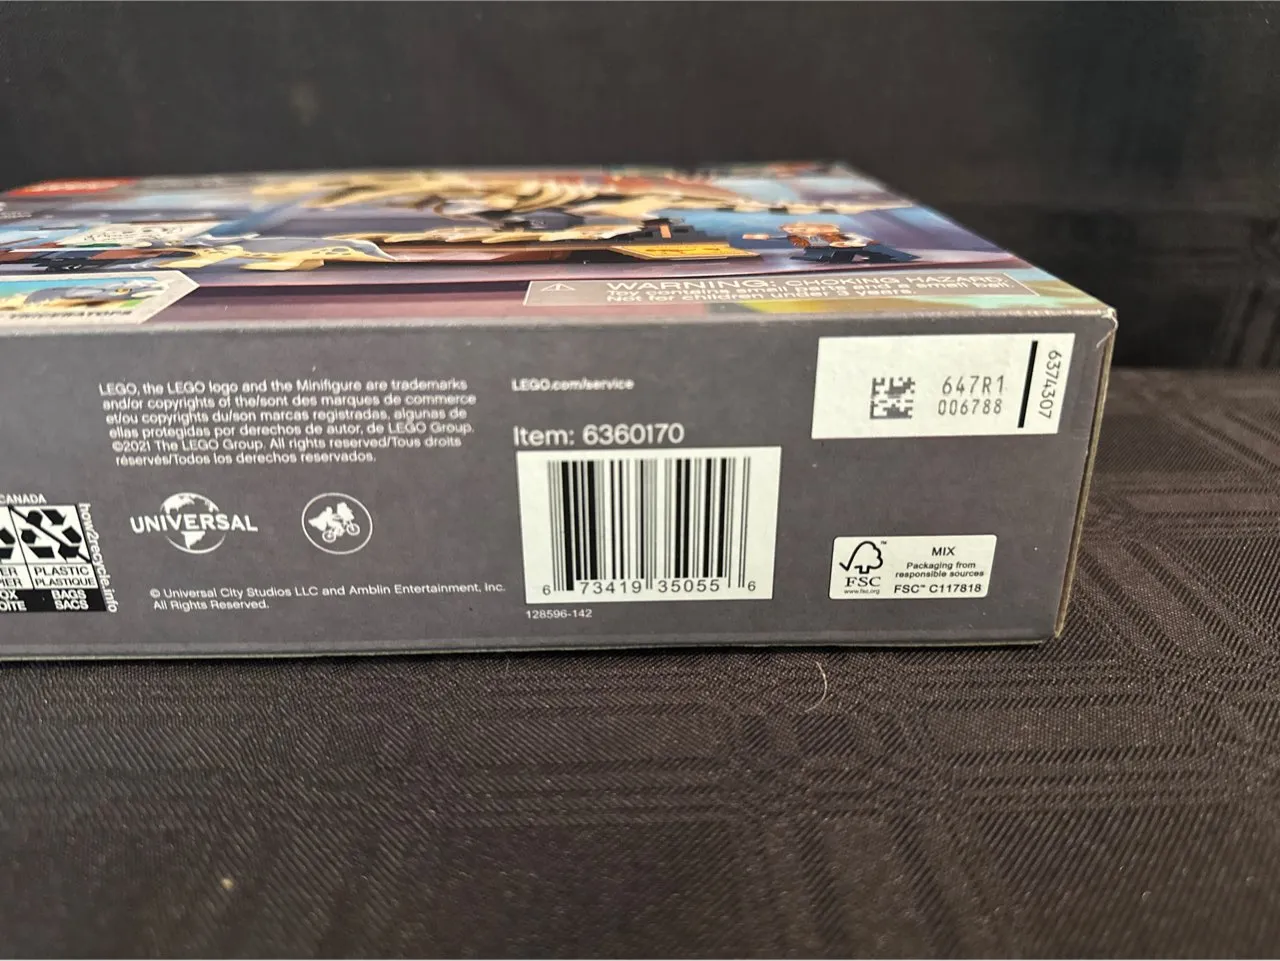 WARNING: CHOKING HAZARD
Toy contains small parts and a small ball.
Not for children under 3 years.
LEGO, the LEGO logo and the Minifigure are trademarks
and/or copyrights of the/sont des marques de commerce
et/ou copyrights du/son marcas registradas, algunas de
ellas protegidas por derechos de autor, de LEGO Group.
©2021 The LEGO Group. All rights reserved/Tous droits
réservés/Todos los derechos reservados.
LEGO.com/service
Item: 6360170
647R1
006788
6374307
CANADA
how2recycle.info
PLASTIC
PLASTIQUE
BAGS
SACS
UNIVERSAL
© Universal City Studios LLC and Amblin Entertainment, Inc.
All Rights Reserved.
6 73419 35055 6
128596-142
FSC™
www.fsc.org
MIX
Packaging from
responsible sources
FSC™ C117818